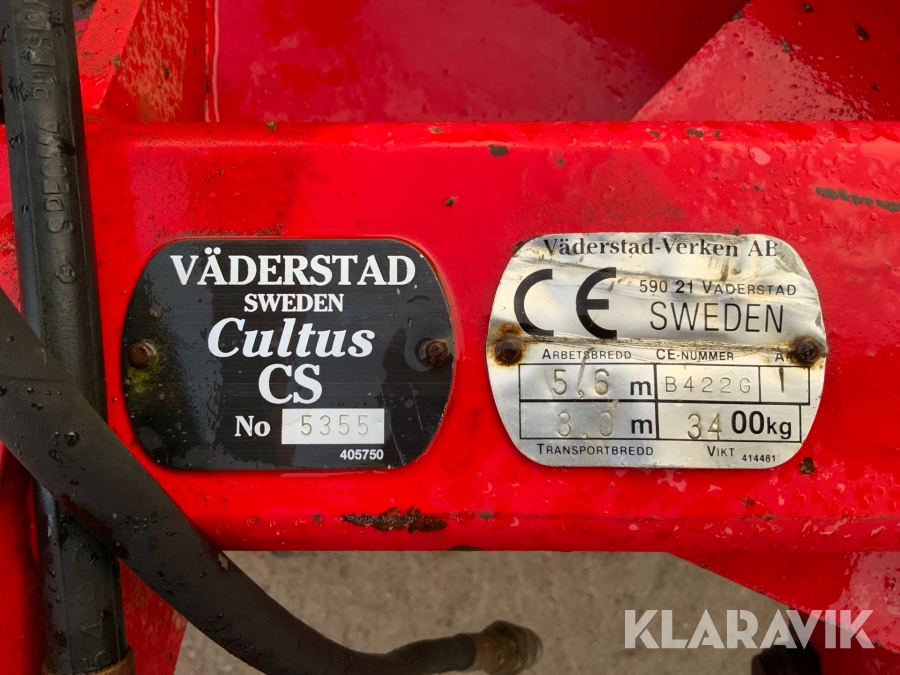 VÄDERSTAD
SWEDEN
Cultus
CS
No 5355
405750
Väderstad-Verken AB
CE
590 21 VÄDERSTAD
SWEDEN
ARBETSBREDD CE-NUMMER
5,6 m B422G
3.0 m 3400kg
TRANSPORTBREDD VIKT 414481
KLARAVIK